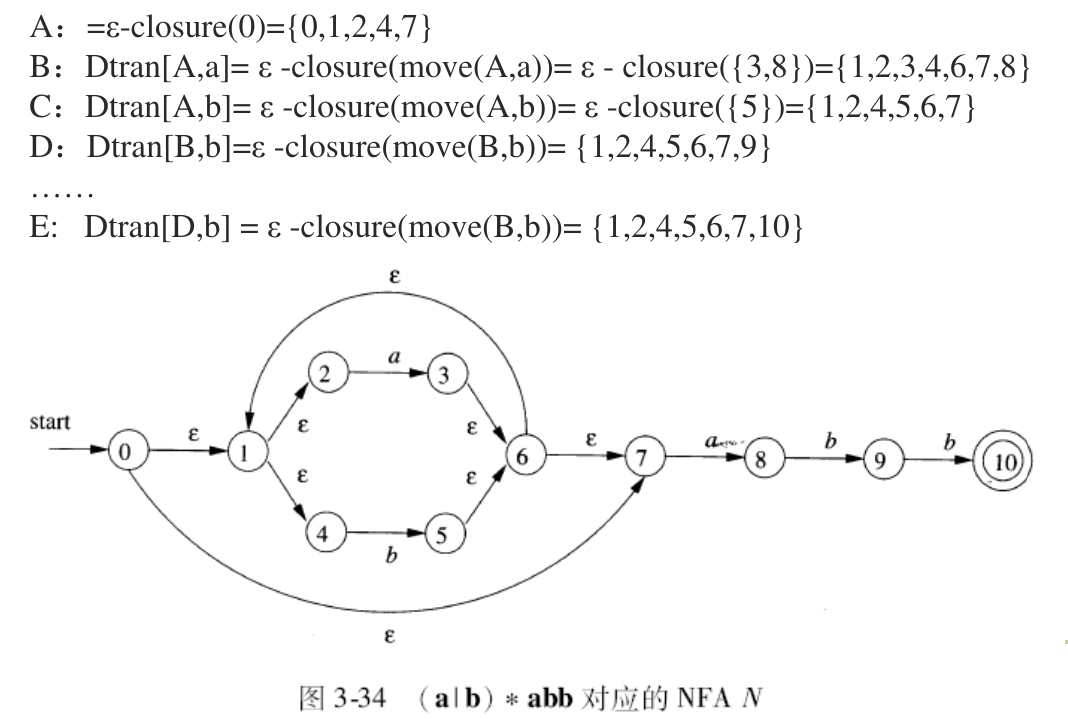 A：=ε-closure(0)={0,1,2,4,7}
B：Dtran[A,a]= ε -closure(move(A,a))= ε - closure({3,8})={1,2,3,4,6,7,8}
C：Dtran[A,b]= ε -closure(move(A,b))= ε -closure({5})={1,2,4,5,6,7}
D：Dtran[B,b]=ε -closure(move(B,b))= {1,2,4,5,6,7,9}
……
E: Dtran[D,b] = ε -closure(move(B,b))= {1,2,4,5,6,7,10}
ε
2 a 3
start
ε ε ε ε a b b
0 1 6 7 8 9 10
ε ε
4 b 5
ε
图 3-34 (a|b) * abb 对应的 NFA N